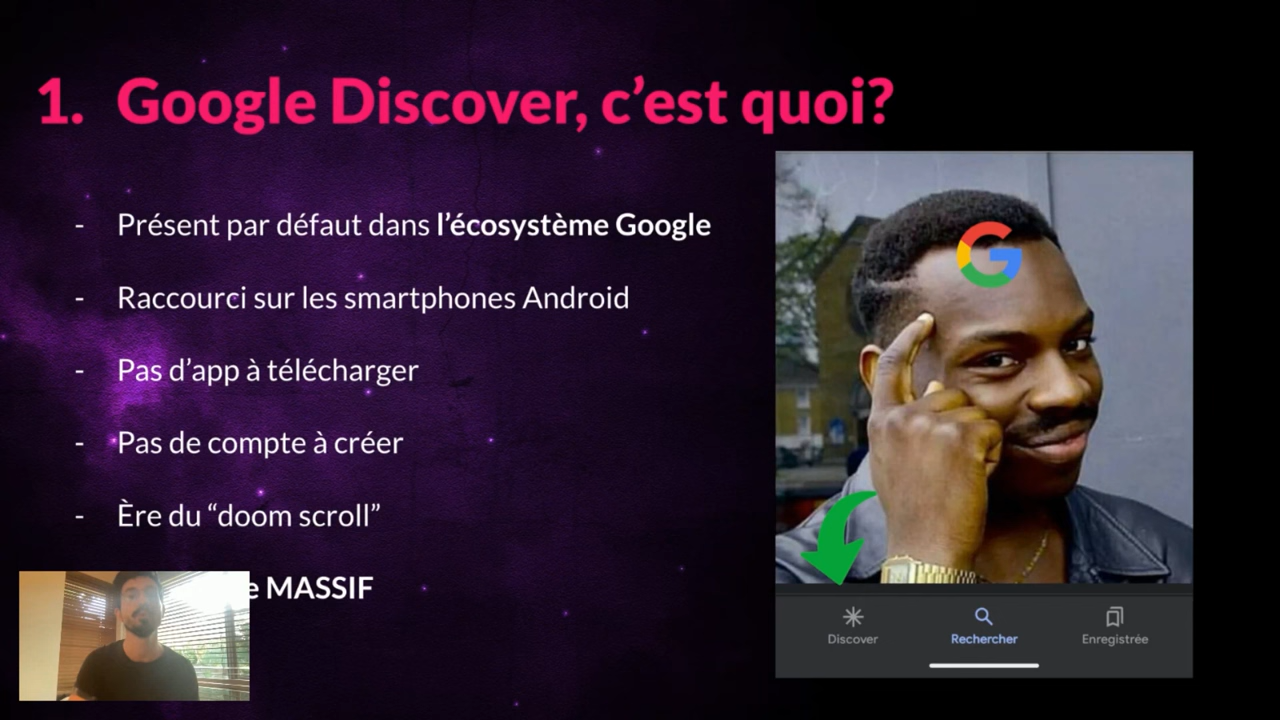 1. Google Discover, c’est quoi?
- Présent par défaut dans l’écosystème Google
- Raccourci sur les smartphones Android
- Pas d’app à télécharger
- Pas de compte à créer
- Ère du “doom scroll”
MASSIF
G
Discover Rechercher Enregistrée